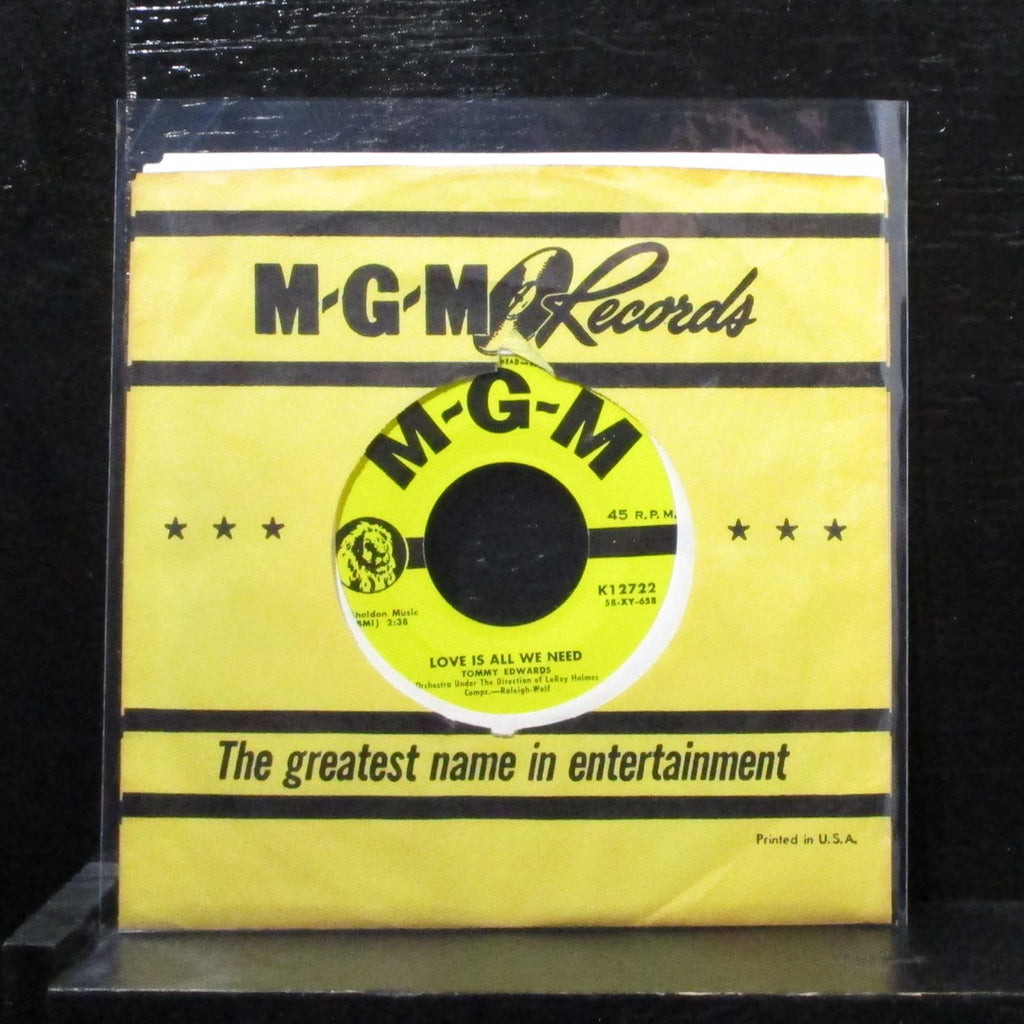 M-G-M Records
M-G-M
45 R.P.M.
K12722
58-XY-658
Music
2:38
LOVE IS ALL WE NEED
TOMMY EDWARDS
Orchestra Under The Direction of LeRoy Holmes
Comps.—Raleigh-Wolf
The greatest name in entertainment
Printed in U.S.A.